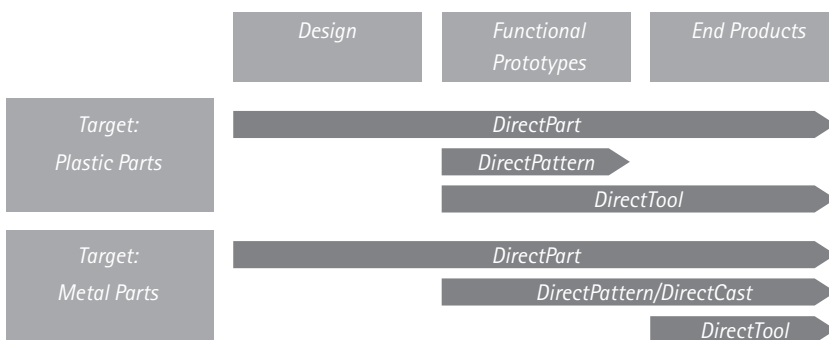 Design
Functional
Prototypes
End Products
Target:
Plastic Parts
DirectPart
DirectPattern
DirectTool
Target:
Metal Parts
DirectPart
DirectPattern/DirectCast
DirectTool